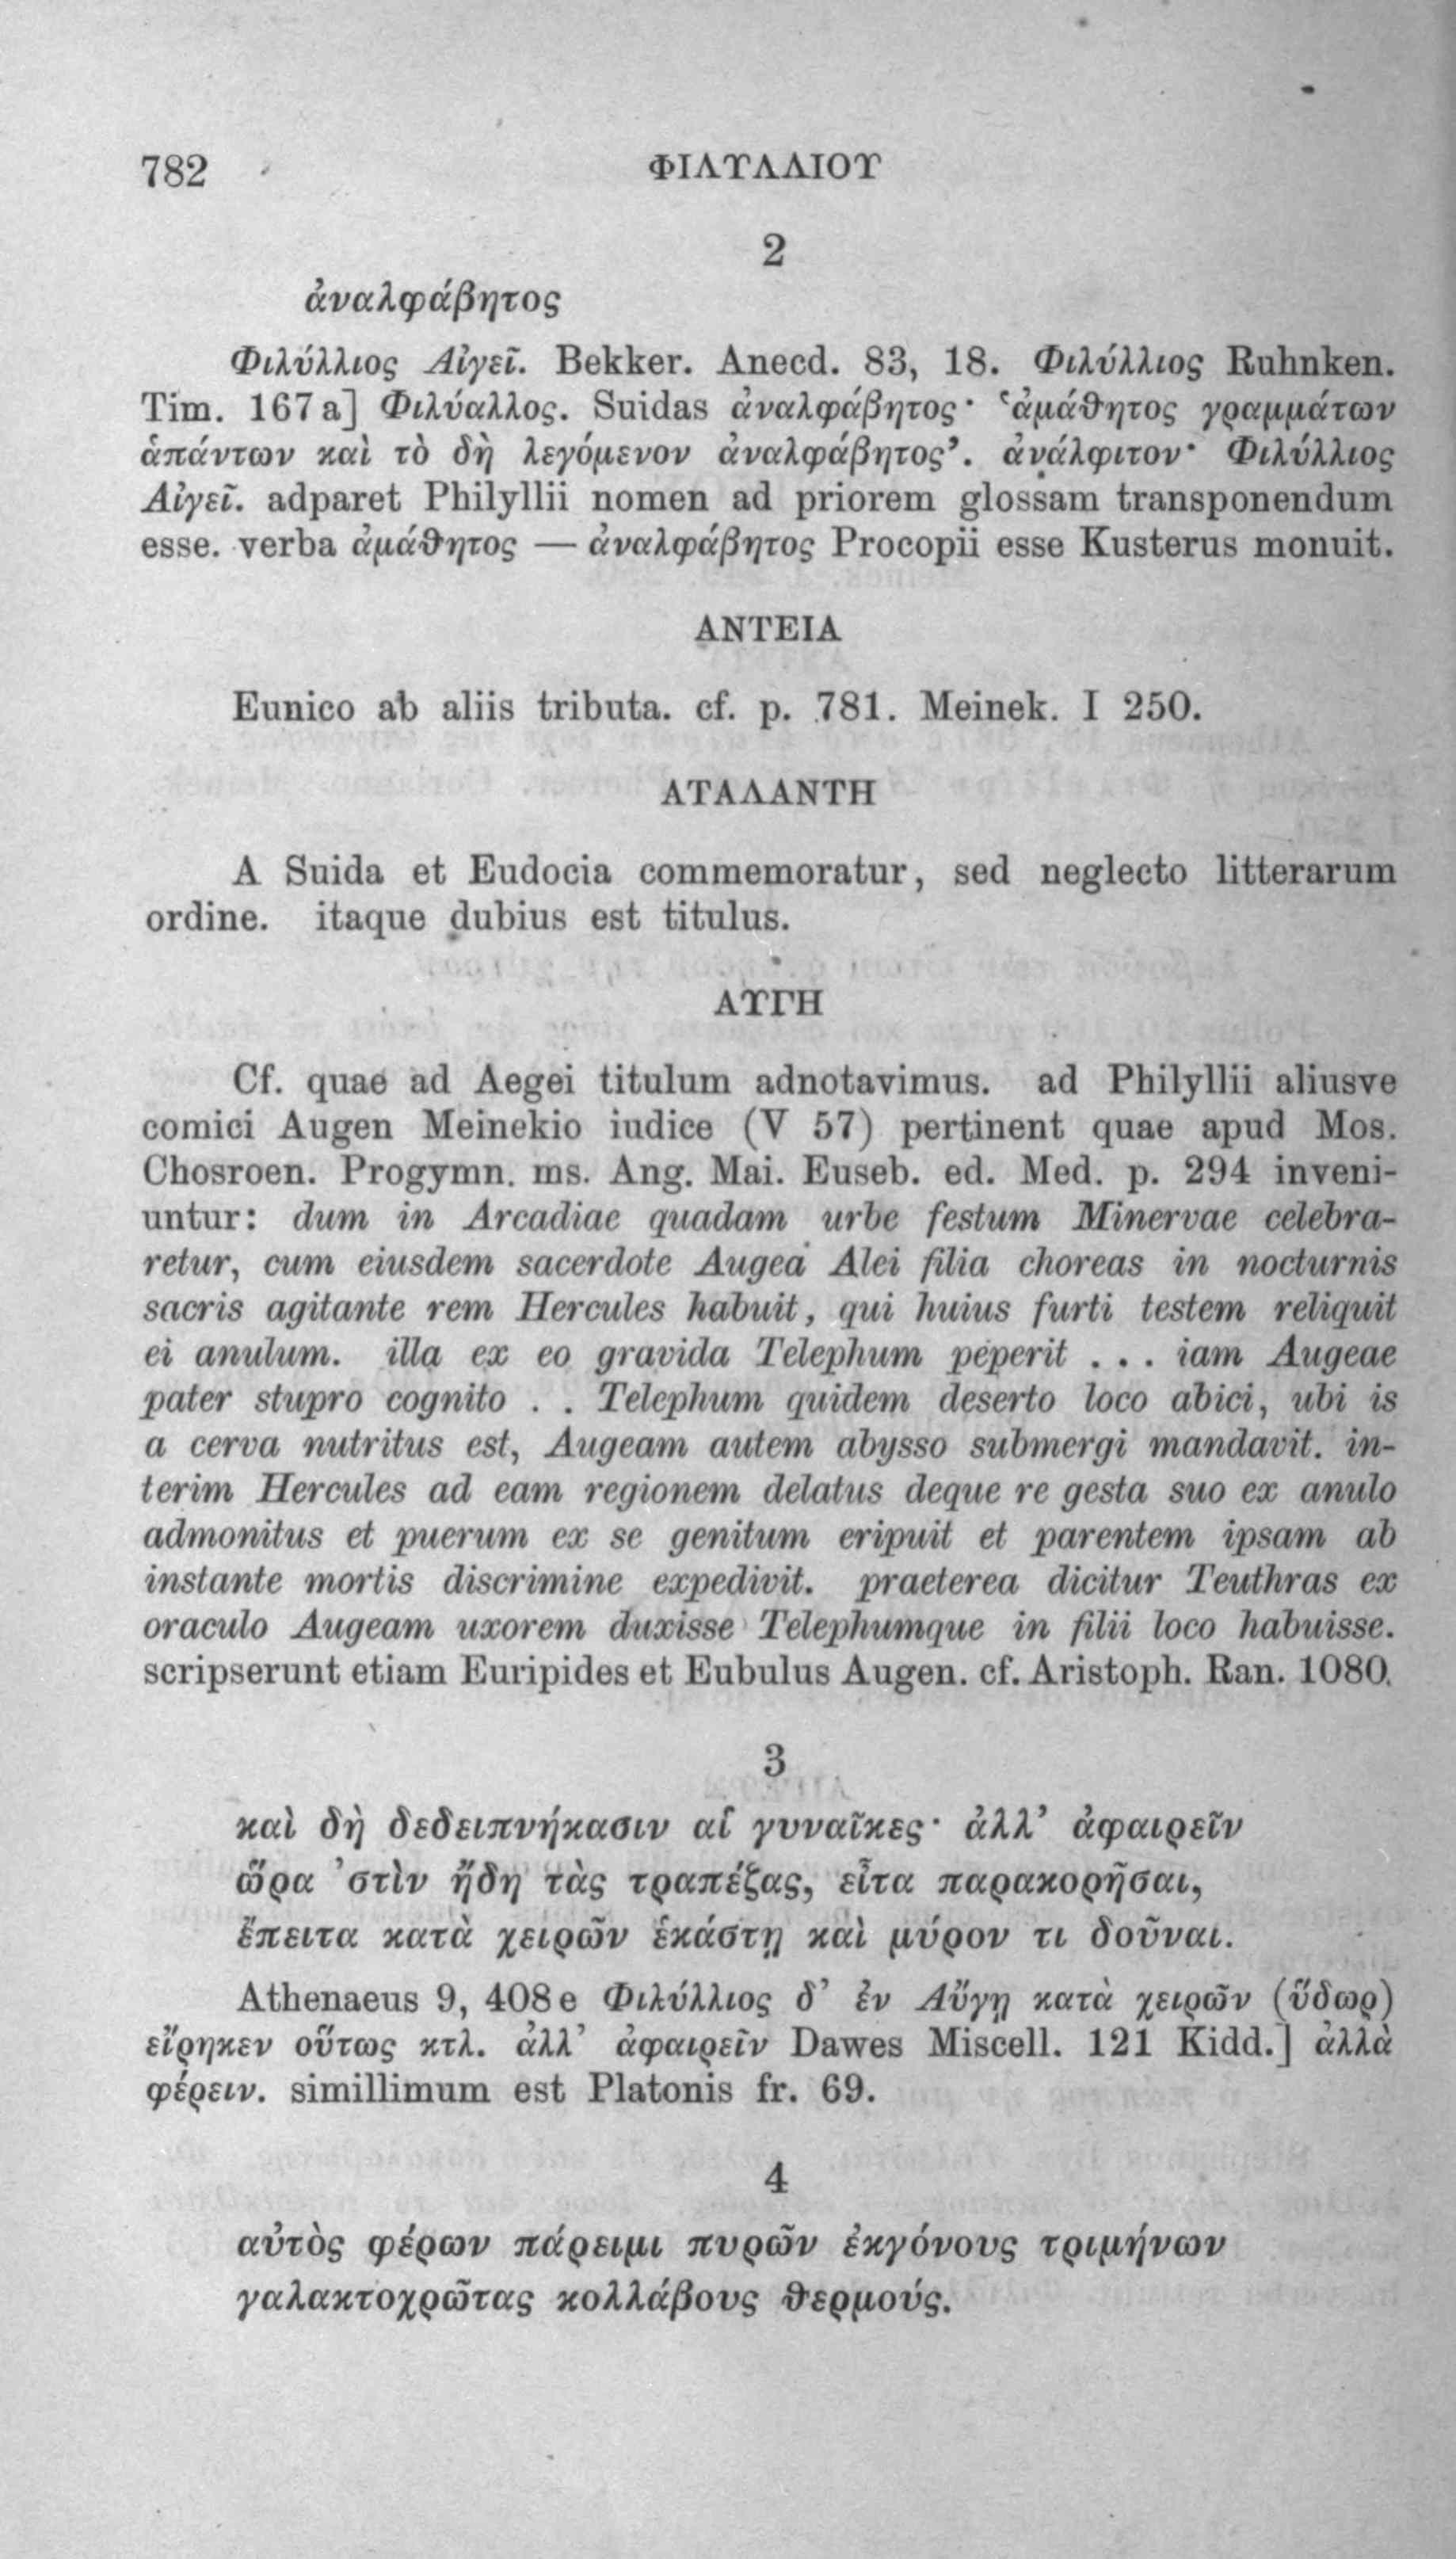 782 ΦΙΛΥΛΛΙΟΥ
2
ἀναλφάβητος
Φιλύλλιος Αἰγεῖ. Bekker. Anecd. 83, 18. Φιλύλλιος Ruhnken.
Tim. 167 a] Φιλύαλλος. Suidas ἀναλφάβητος· ‘ἀμάθητος γραμμάτων
ἁπάντων καὶ τὸ δὴ λεγόμενον ἀναλφάβητος’. ἀνάλφιτον· Φιλύλλιος
Αἰγεῖ. adparet Philyllii nomen ad priorem glossam transponendum
esse. verba ἀμάθητος — ἀναλφάβητος Procopii esse Kusterus monuit.
ΑΝΤΕΙΑ
Eunico ab aliis tributa. cf. p. 781. Meinek. I 250.
ΑΤΑΛΑΝΤΗ
A Suida et Eudocia commemoratur, sed neglecto litterarum
ordine. itaque dubius est titulus.
ΑΥΓΗ
Cf. quae ad Aegei titulum adnotavimus. ad Philyllii aliusve
comici Augen Meinekio iudice (V 57) pertinent quae apud Mos.
Chosroen. Progymn. ms. Ang. Mai. Euseb. ed. Med. p. 294 inveni-
untur: dum in Arcadiae quadam urbe festum Minervae celebra-
retur, cum eiusdem sacerdote Augea Alei filia choreas in nocturnis
sacris agitante rem Hercules habuit, qui huius furti testem reliquit
ei anulum. illa ex eo gravida Telephum peperit . . . iam Augeae
pater stupro cognito . . Telephum quidem deserto loco abici, ubi is
a cerva nutritus est, Augeam autem abysso submergi mandavit. in-
terim Hercules ad eam regionem delatus deque re gesta suo ex anulo
admonitus et puerum ex se genitum eripuit et parentem ipsam ab
instante mortis discrimine expedivit. praeterea dicitur Teuthras ex
oraculo Augeam uxorem duxisse Telephumque in filii loco habuisse.
scripserunt etiam Euripides et Eubulus Augen. cf. Aristoph. Ran. 1080.
3
καὶ δὴ δεδειπνήκασιν αἱ γυναῖκες· ἀλλ’ ἀφαιρεῖν
ὥρα ’στὶν ἤδη τὰς τραπέζας, εἶτα παρακορῆσαι,
ἔπειτα κατὰ χειρῶν ἑκάστῃ καὶ μύρον τι δοῦναι.
Athenaeus 9, 408 e Φιλύλλιος δ’ ἐν Αὔγῃ κατὰ χειρῶν (ὕδωρ)
εἴρηκεν οὕτως κτλ. ἀλλ’ ἀφαιρεῖν Dawes Miscell. 121 Kidd.] ἀλλὰ
φέρειν. simillimum est Platonis fr. 69.
4
αὐτὸς φέρων πάρειμι πυρῶν ἐκγόνους τριμήνων
γαλακτοχρῶτας κολλάβους θερμούς.